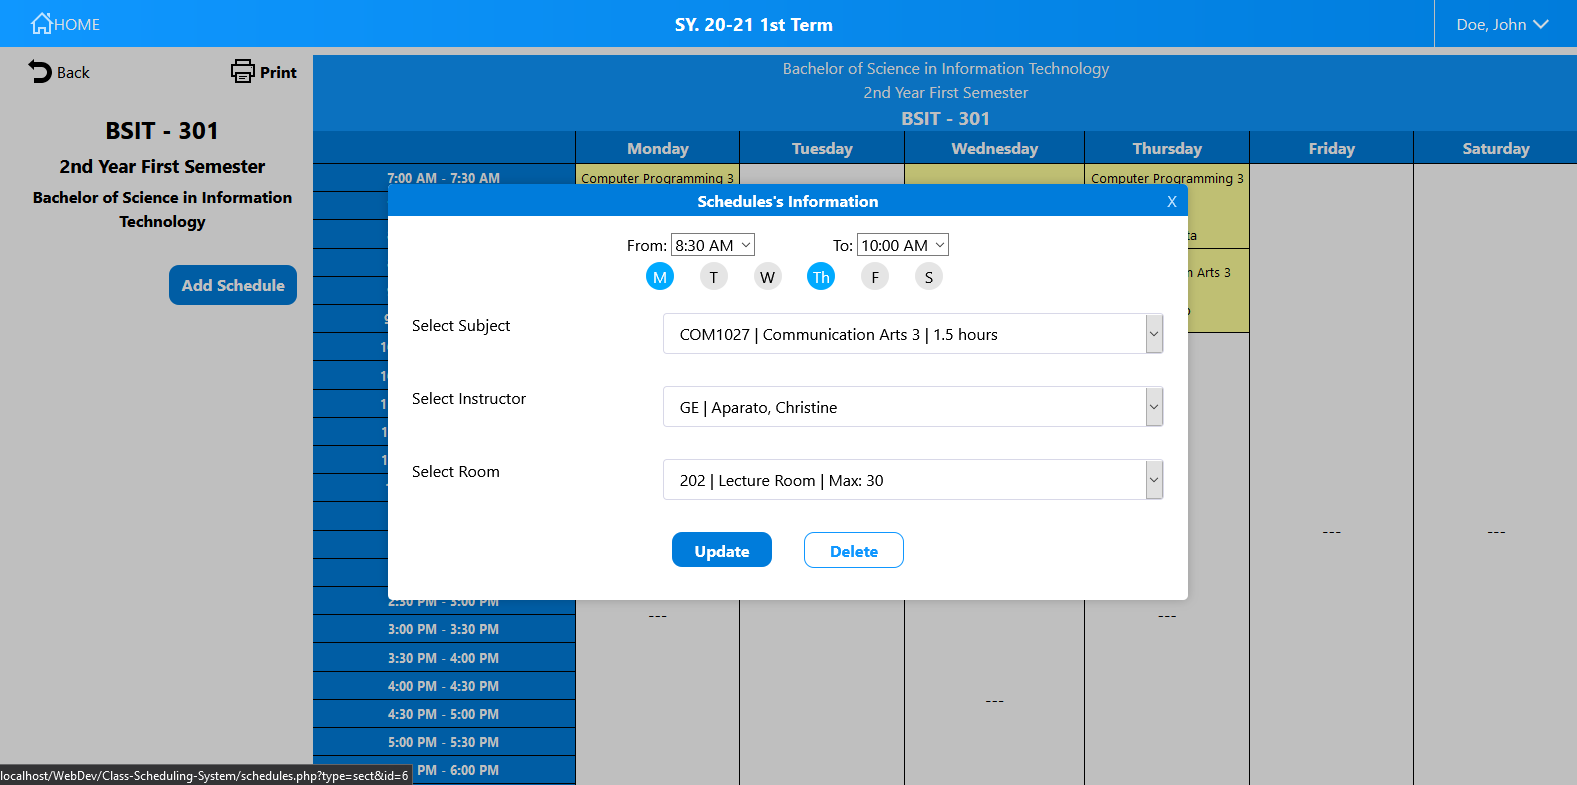 HOME
SY. 20-21 1st Term
Doe, John
Back
Print
BSIT - 301
2nd Year First Semester
Bachelor of Science in Information
Technology
Add Schedule
Bachelor of Science in Information Technology
2nd Year First Semester
BSIT - 301
Monday Tuesday Wednesday Thursday Friday Saturday
7:00 AM - 7:30 AM
Computer Programming 3
Computer Programming 3
Arts 3
Schedules's Information
X
From: 8:30 AM To: 10:00 AM
M T W Th F S
Select Subject
COM1027 | Communication Arts 3 | 1.5 hours
Select Instructor
GE | Aparato, Christine
Select Room
202 | Lecture Room | Max: 30
Update
Delete
---
---
2:30 PM - 3:00 PM
---
---
3:00 PM - 3:30 PM
3:30 PM - 4:00 PM
4:00 PM - 4:30 PM
---
4:30 PM - 5:00 PM
5:00 PM - 5:30 PM
PM - 6:00 PM
localhost/WebDev/Class-Scheduling-System/schedules.php?type=sect&id=6